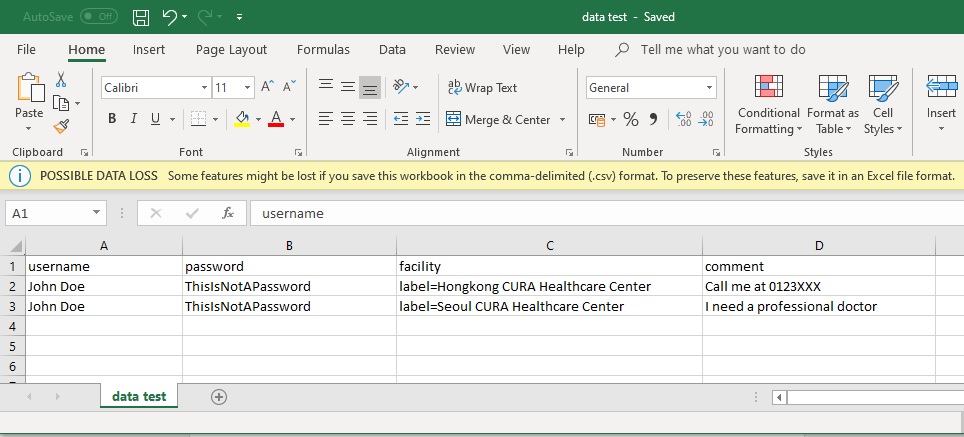 AutoSave Off data test - Saved
File Home Insert Page Layout Formulas Data Review View Help Tell me what you want to do
Calibri 11 A A ab Wrap Text General
Paste B I U A Merge & Center % , Conditional Formatting Format as Table Cell Styles Insert
Clipboard Font Alignment Number Styles
POSSIBLE DATA LOSS Some features might be lost if you save this workbook in the comma-delimited (.csv) format. To preserve these features, save it in an Excel file format.
A1 fx username
A B C D
1 username password facility comment
2 John Doe ThisIsNotAPassword label=Hongkong CURA Healthcare Center Call me at 0123XXX
3 John Doe ThisIsNotAPassword label=Seoul CURA Healthcare Center I need a professional doctor
4
5
6
data test